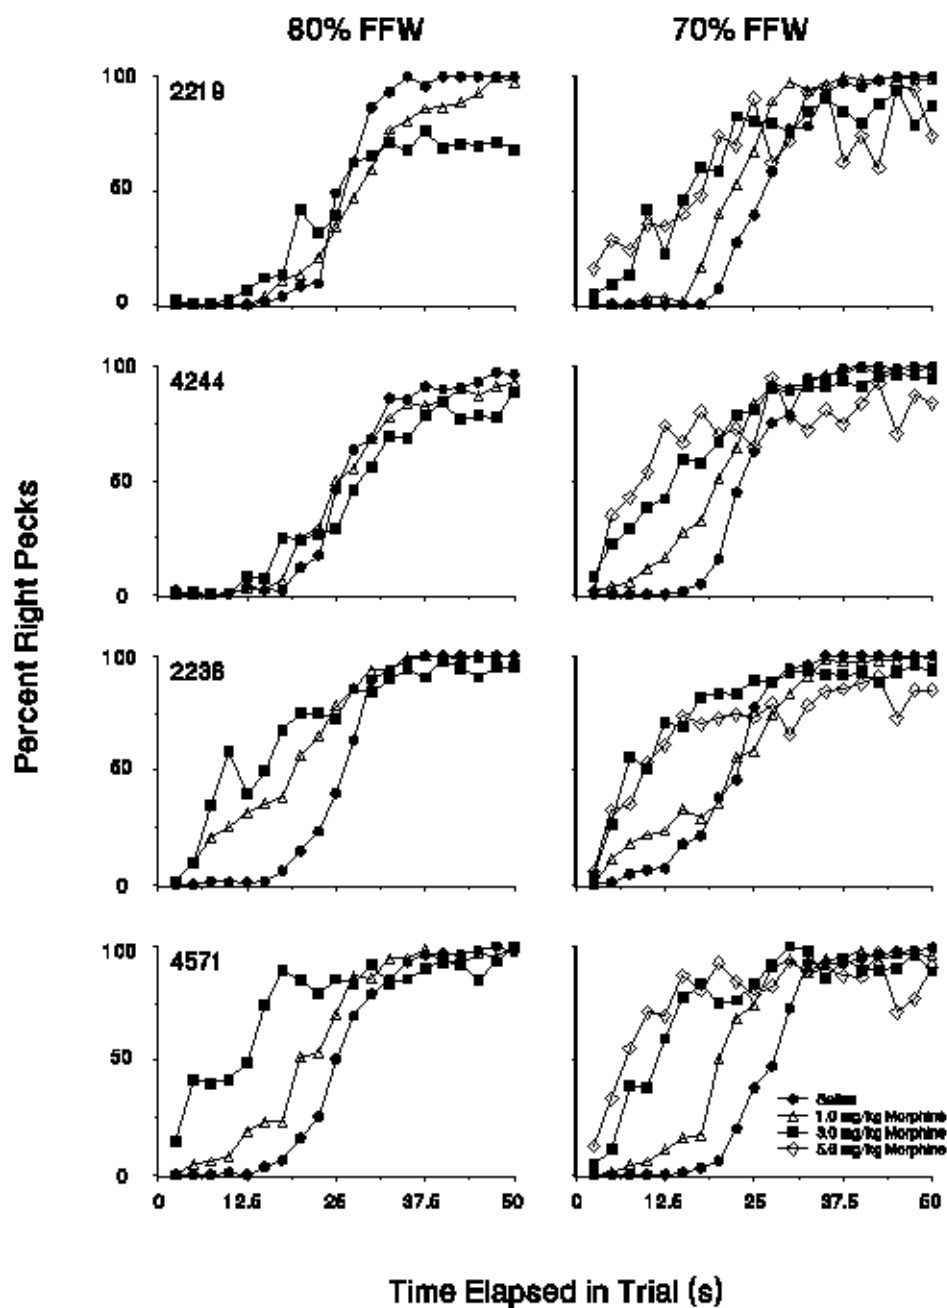 80% FFW 70% FFW
2219
100
50
0
4244
100
50
0
Percent Right Pecks
2238
100
50
0
4571
100
50
0
Saline
1.0 mg/kg Morphine
3.0 mg/kg Morphine
5.6 mg/kg Morphine
0 12.5 25 37.5 50 0 12.5 25 37.5 50
Time Elapsed in Trial (s)